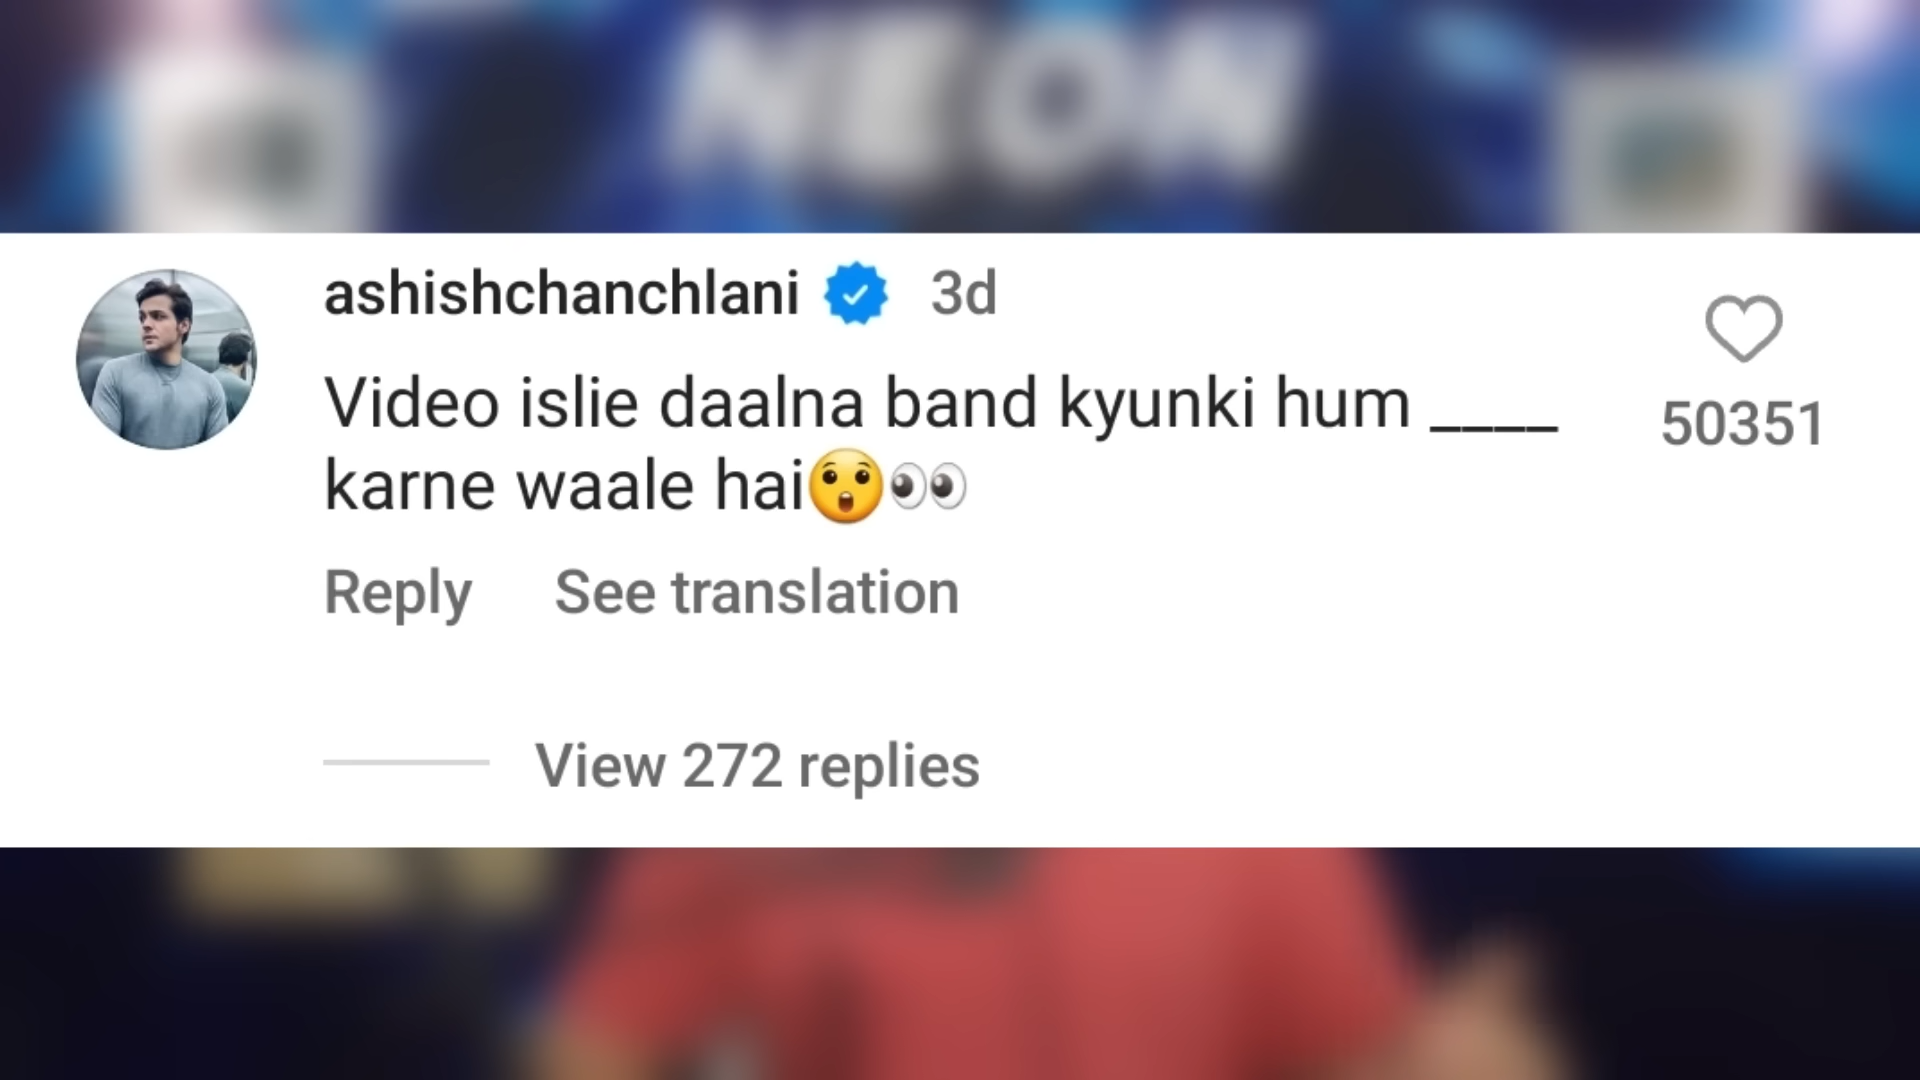 NEON
ashishchanchlani 3d
Video islie daalna band kyunki hum ____
karne waale hai😯👀
50351
Reply See translation
View 272 replies